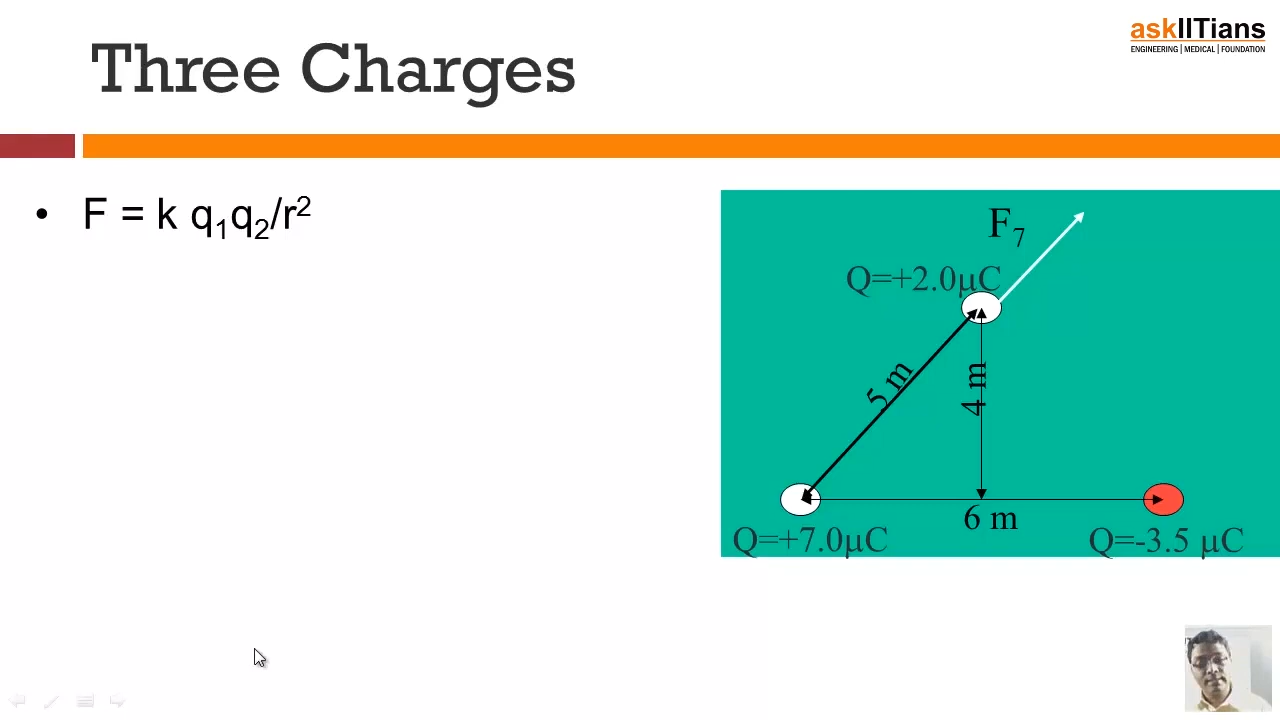 askIITians
ENGINEERING | MEDICAL | FOUNDATION
Three Charges
• F = k q₁q₂/r²
F₇
Q=+2.0μC
5 m
4 m
6 m
Q=+7.0μC
Q=-3.5 μC